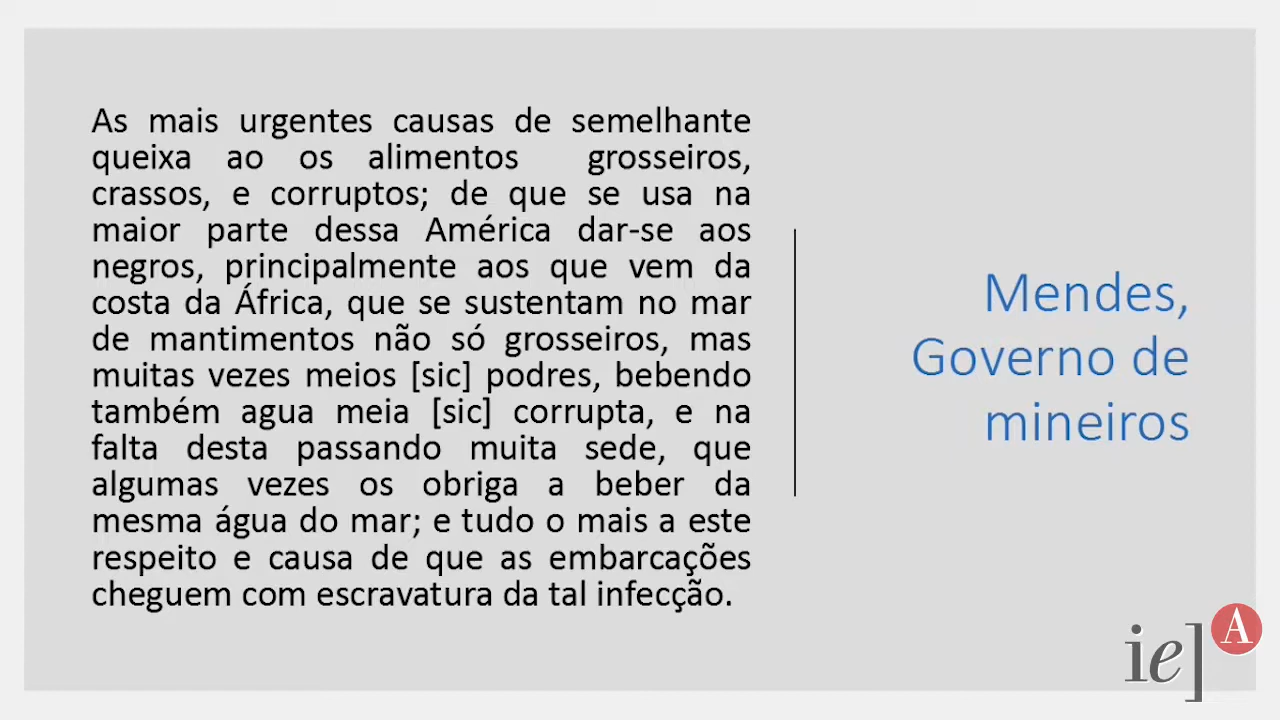 As mais urgentes causas de semelhante
queixa ao os alimentos grosseiros,
crassos, e corruptos; de que se usa na
maior parte dessa América dar-se aos
negros, principalmente aos que vem da
costa da África, que se sustentam no mar
de mantimentos não só grosseiros, mas
muitas vezes meios [sic] podres, bebendo
também agua meia [sic] corrupta, e na
falta desta passando muita sede, que
algumas vezes os obriga a beber da
mesma água do mar; e tudo o mais a este
respeito e causa de que as embarcações
cheguem com escravatura da tal infecção.
Mendes,
Governo de
mineiros
ie]A